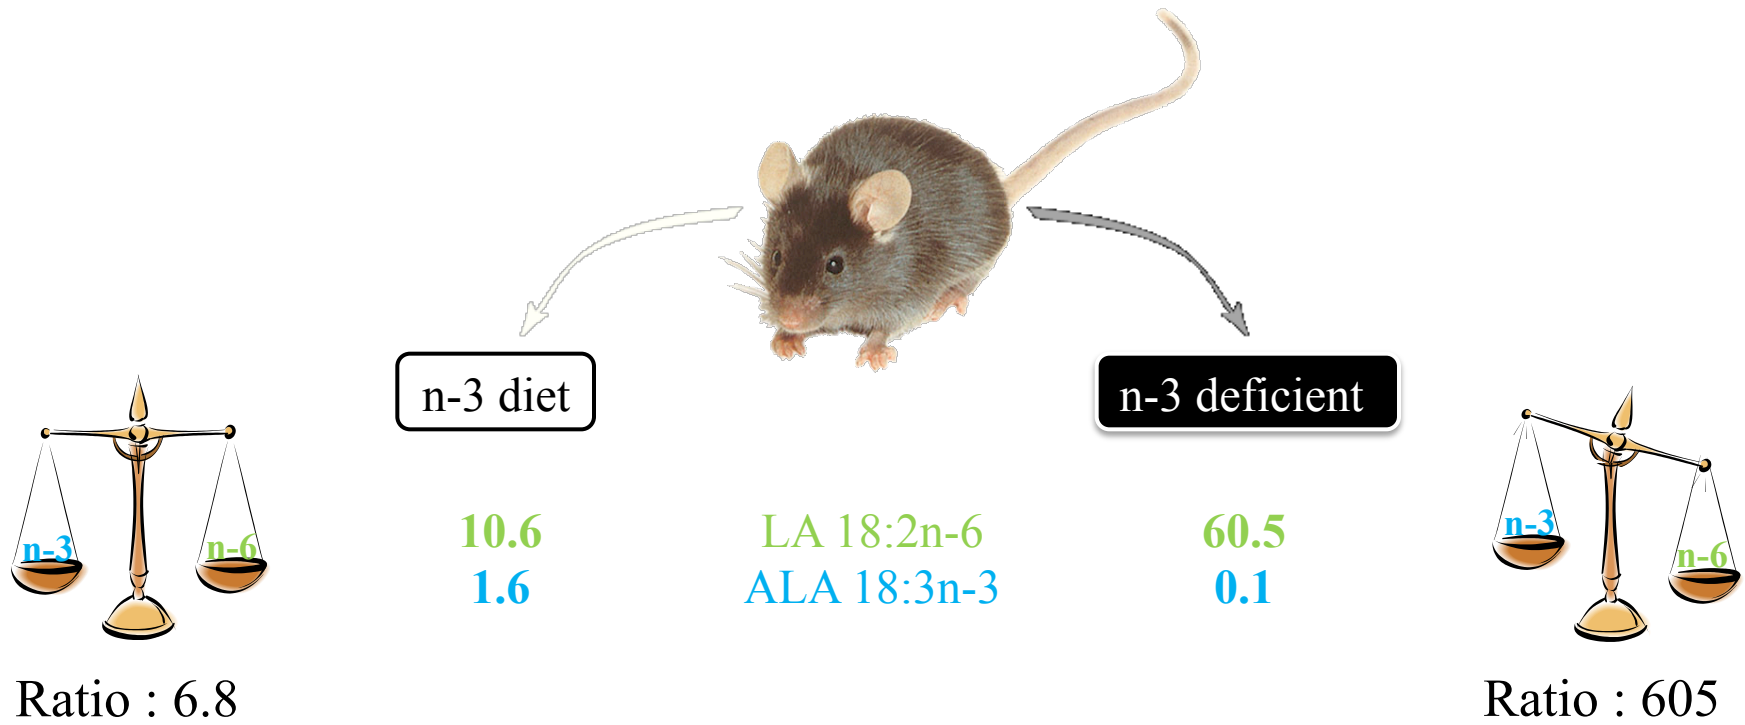 n-3 diet
n-3 deficient
n-3
n-6
10.6
LA 18:2n-6
60.5
n-3
n-6
1.6
ALA 18:3n-3
0.1
Ratio : 6.8
Ratio : 605